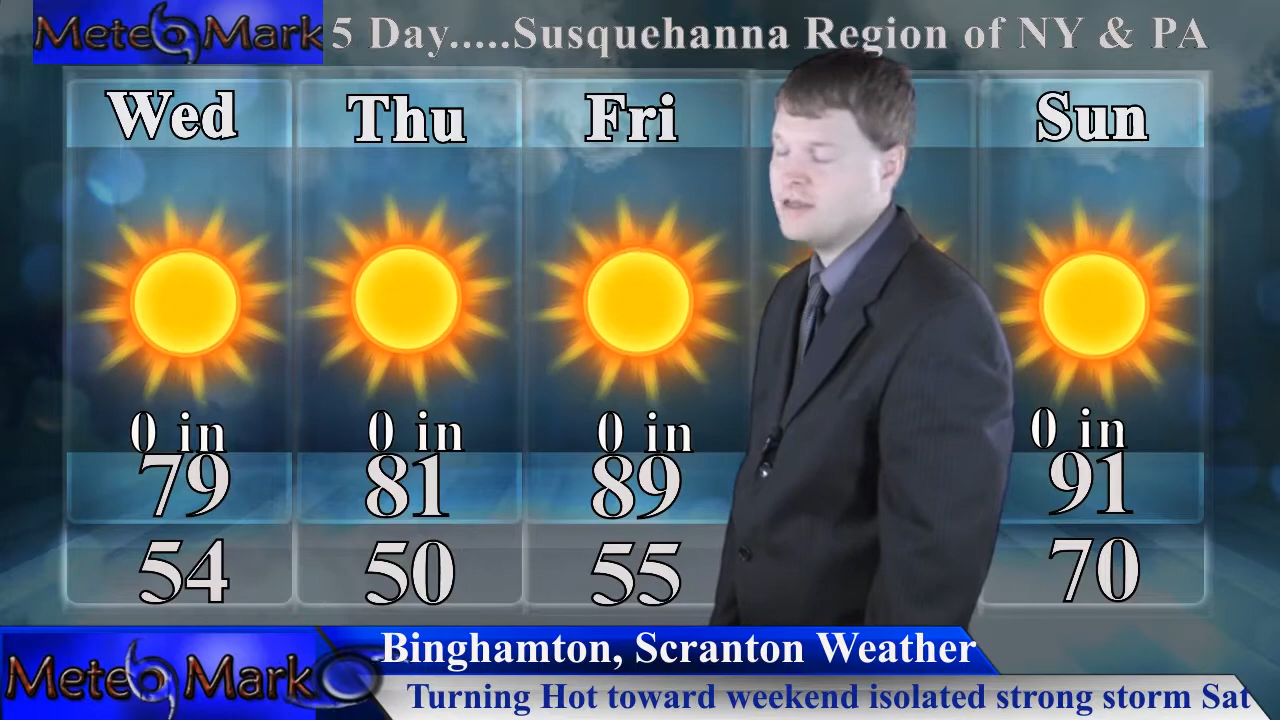 MeteoMark 5 Day.....Susquehanna Region of NY & PA
Wed Thu Fri Sun
0 in 0 in 0 in 0 in
79 81 89 91
54 50 55 70
Binghamton, Scranton Weather
MeteoMark
Turning Hot toward weekend isolated strong storm Sat